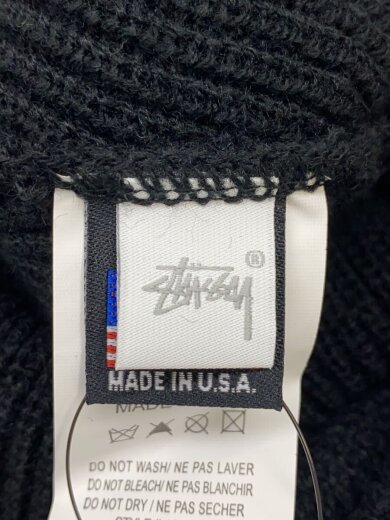 STÜSSY ®
MADE IN U.S.A.
MADE
DO NOT WASH/ NE PAS LAVER
DO NOT BLEACH/ NE PAS BLANCHIR
DO NOT DRY / NE PAS SECHER